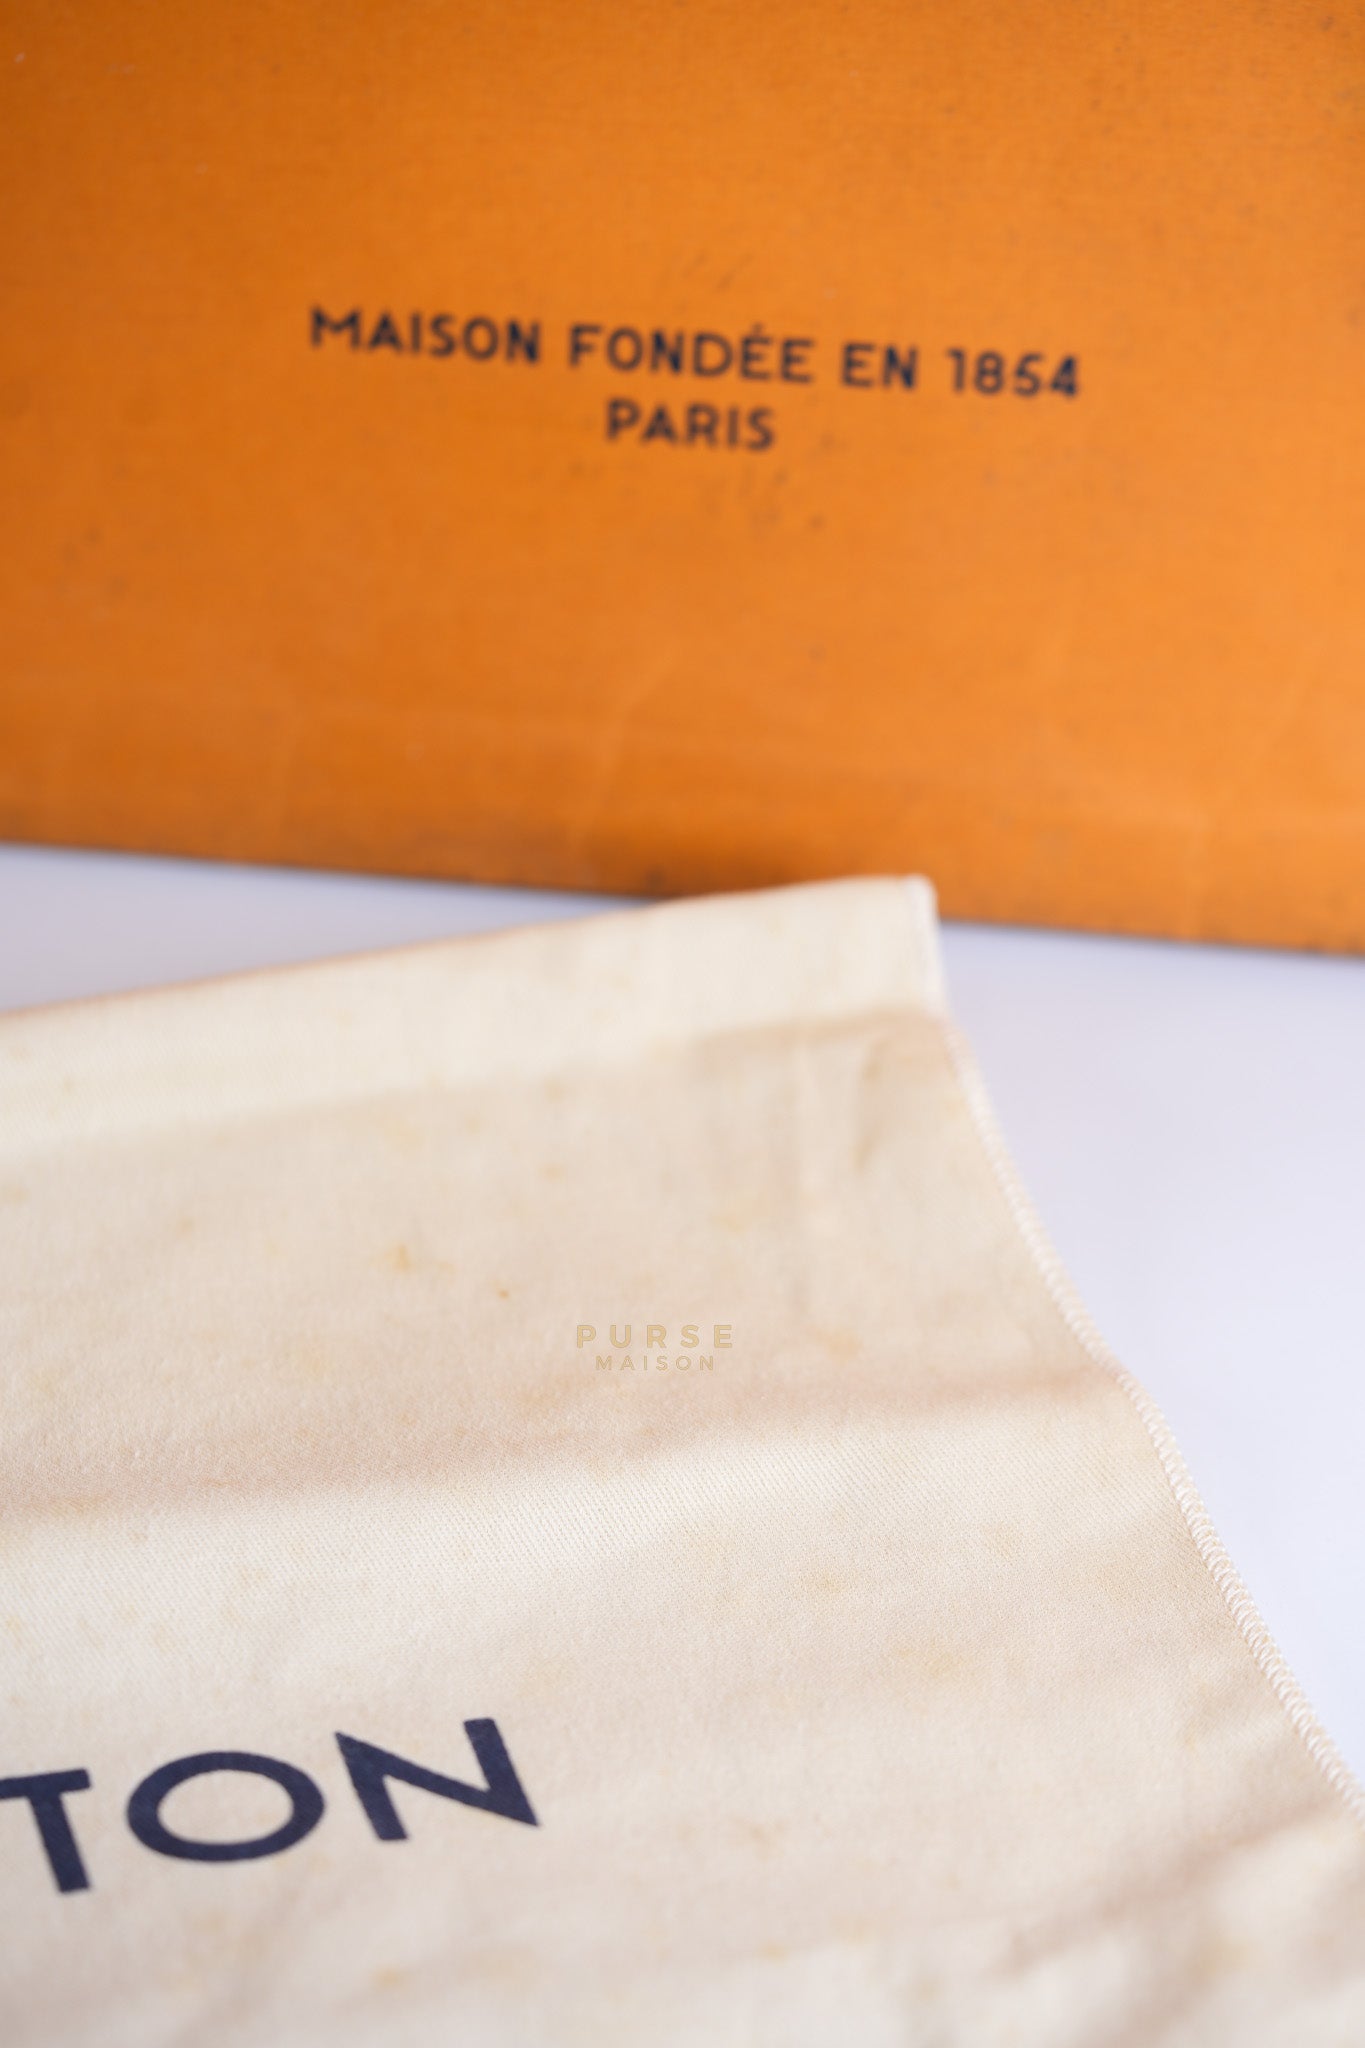 MAISON FONDÉE EN 1854
PARIS
PURSE
MAISON
TON